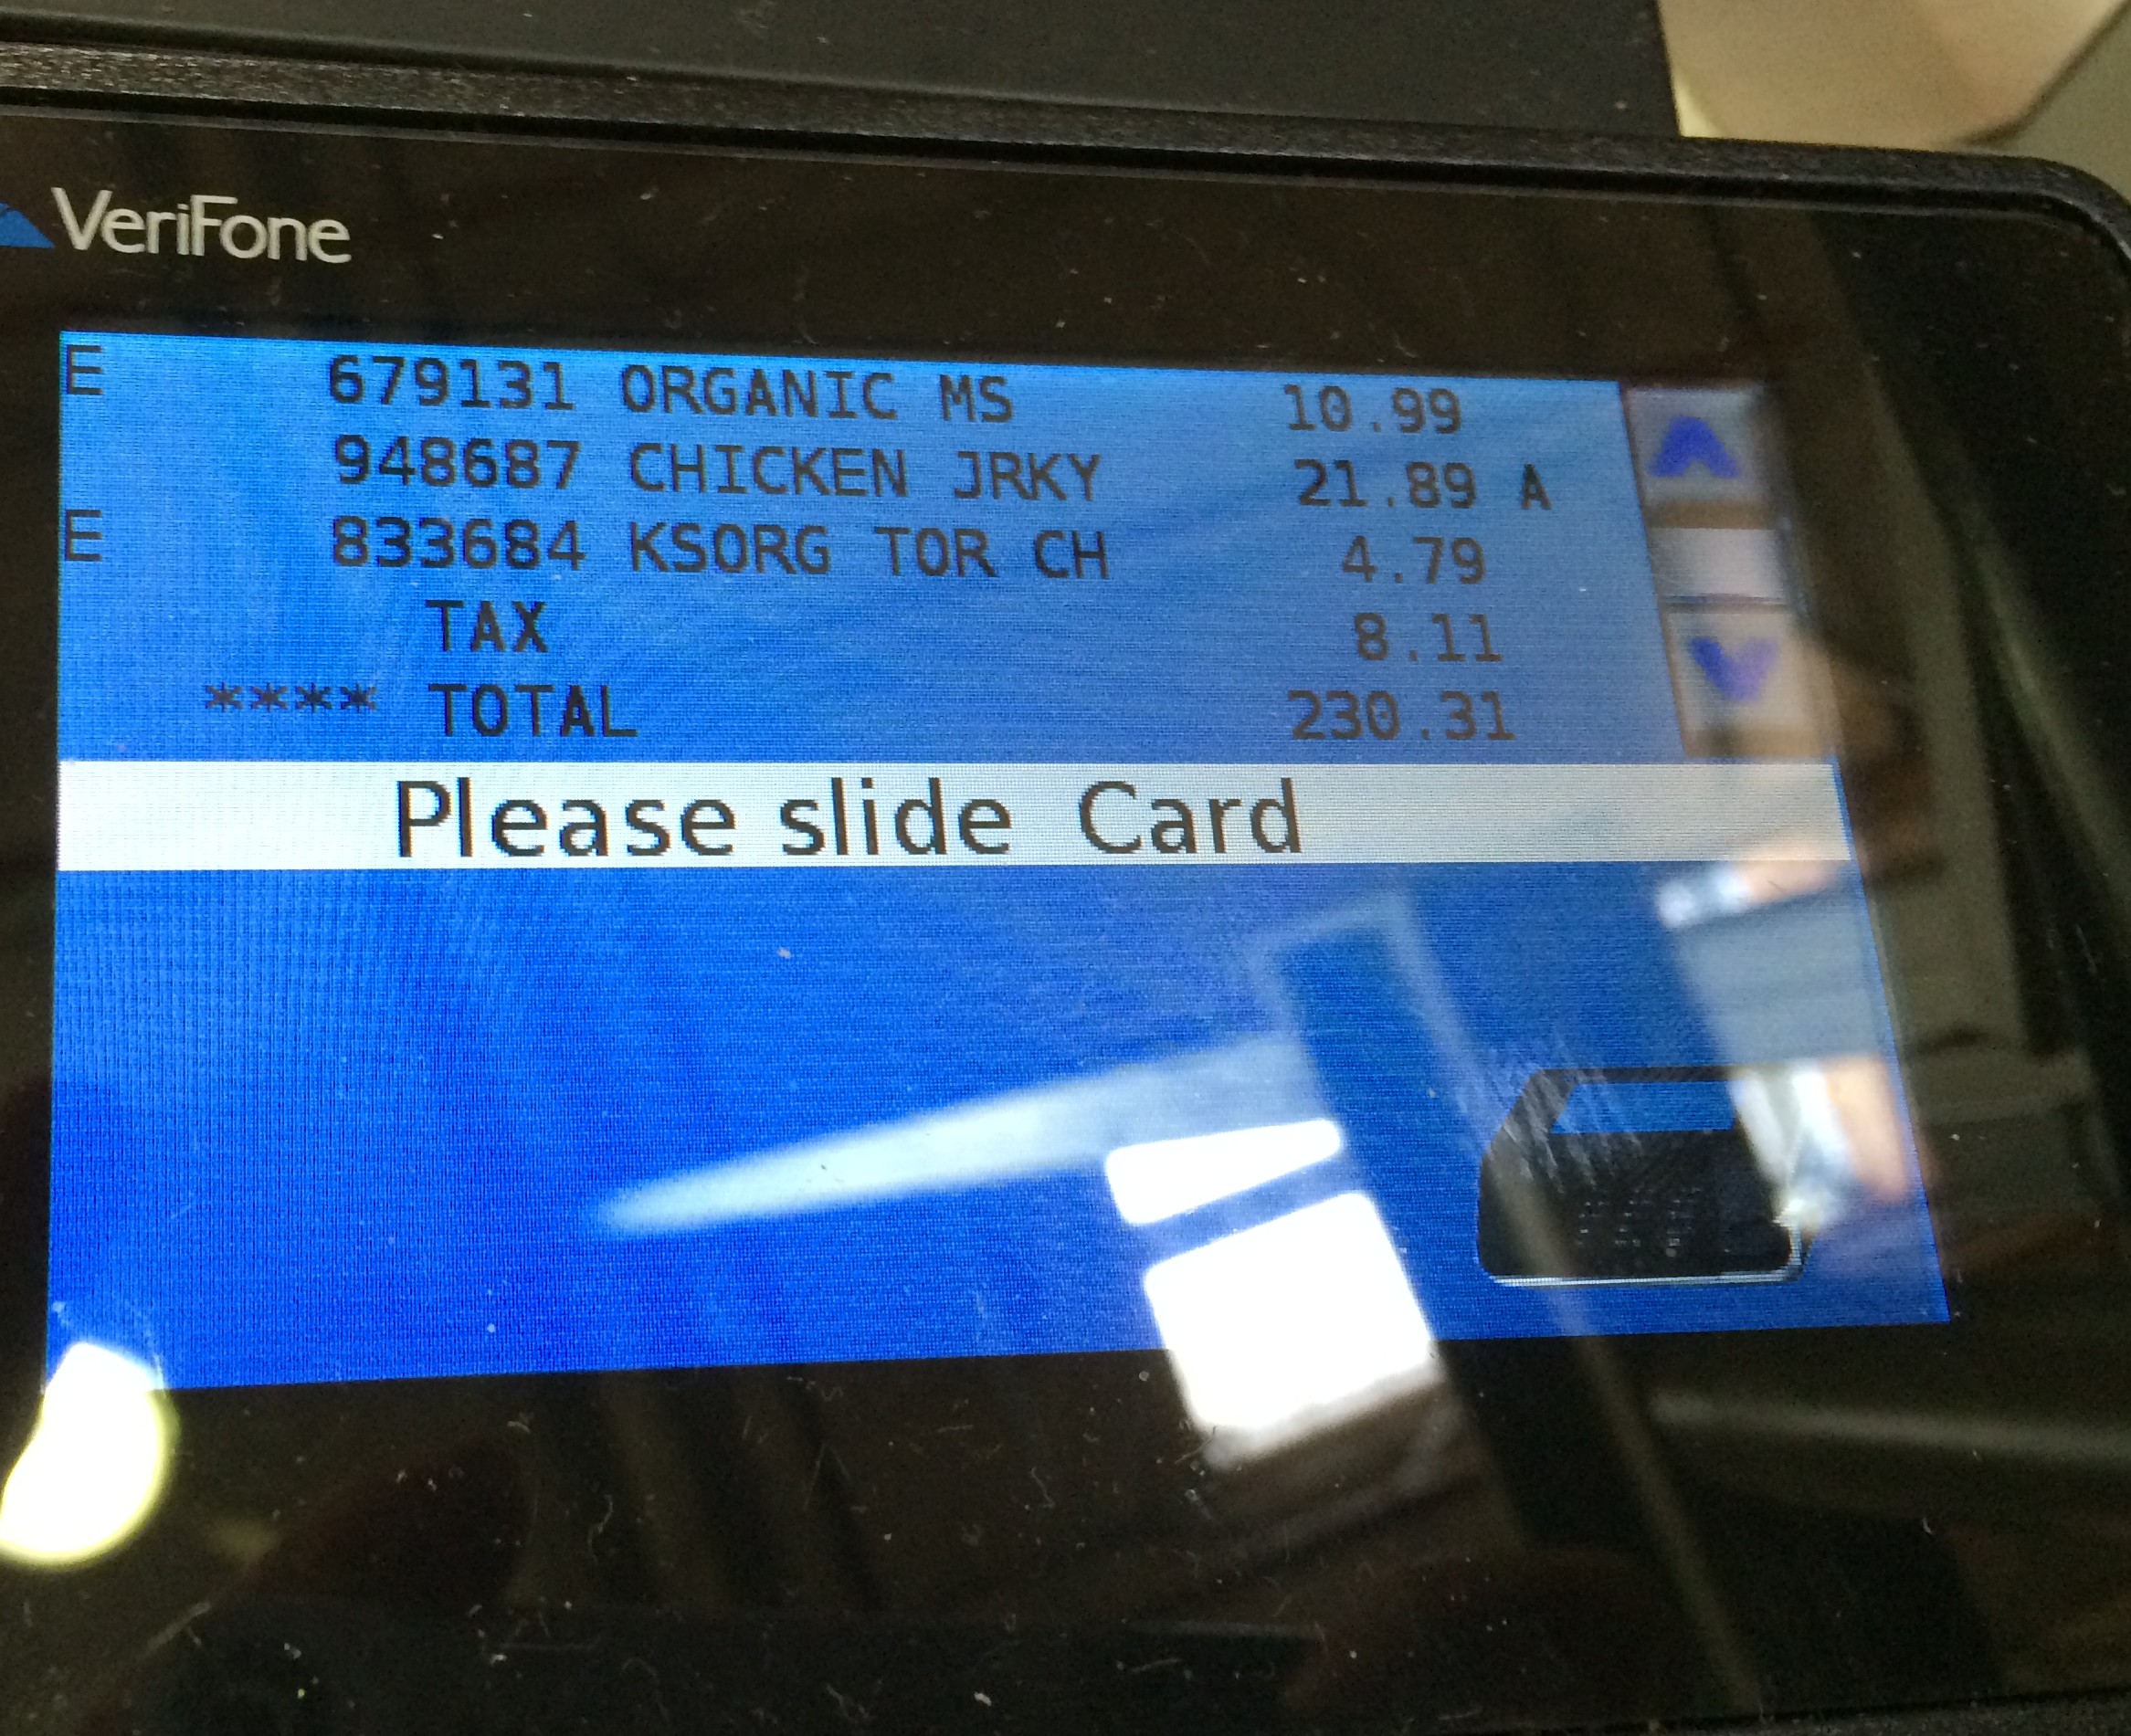 VeriFone
E 679131 ORGANIC MS 10.99
948687 CHICKEN JRKY 21.89 A
E 833684 KSORG TOR CH 4.79
TAX 8.11
**** TOTAL 230.31
Please slide Card